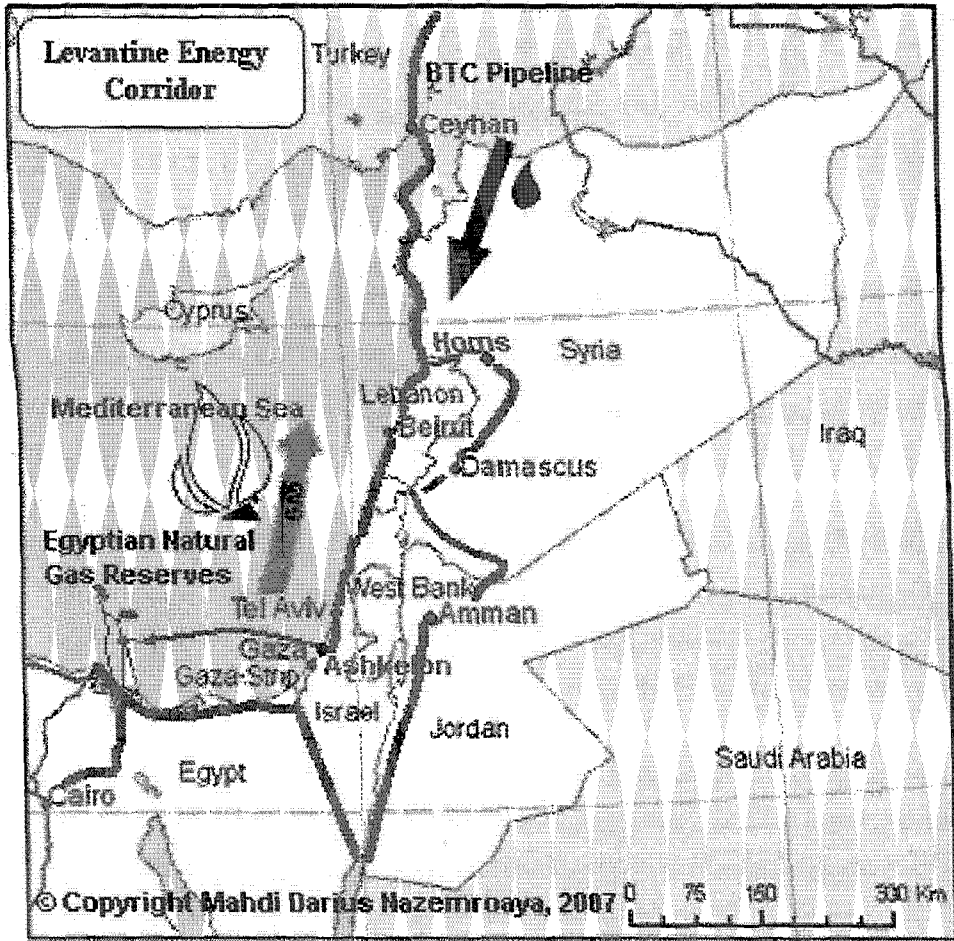 Levantine Energy
Corridor
Turkey
BTC Pipeline
Ceyhan
Cyprus
Homs
Syria
Lebanon
Mediterranean Sea
Beirut
Iraq
Damascus
Egyptian Natural
Gas Reserves
West Bank
Tel Aviv
Amman
Gaza
Ashkelon
Gaza-Strip
Israel
Jordan
Saudi Arabia
Egypt
Cairo
© Copyright Mahdi Darius Nazemroaya, 2007
0 75 150 300 Km